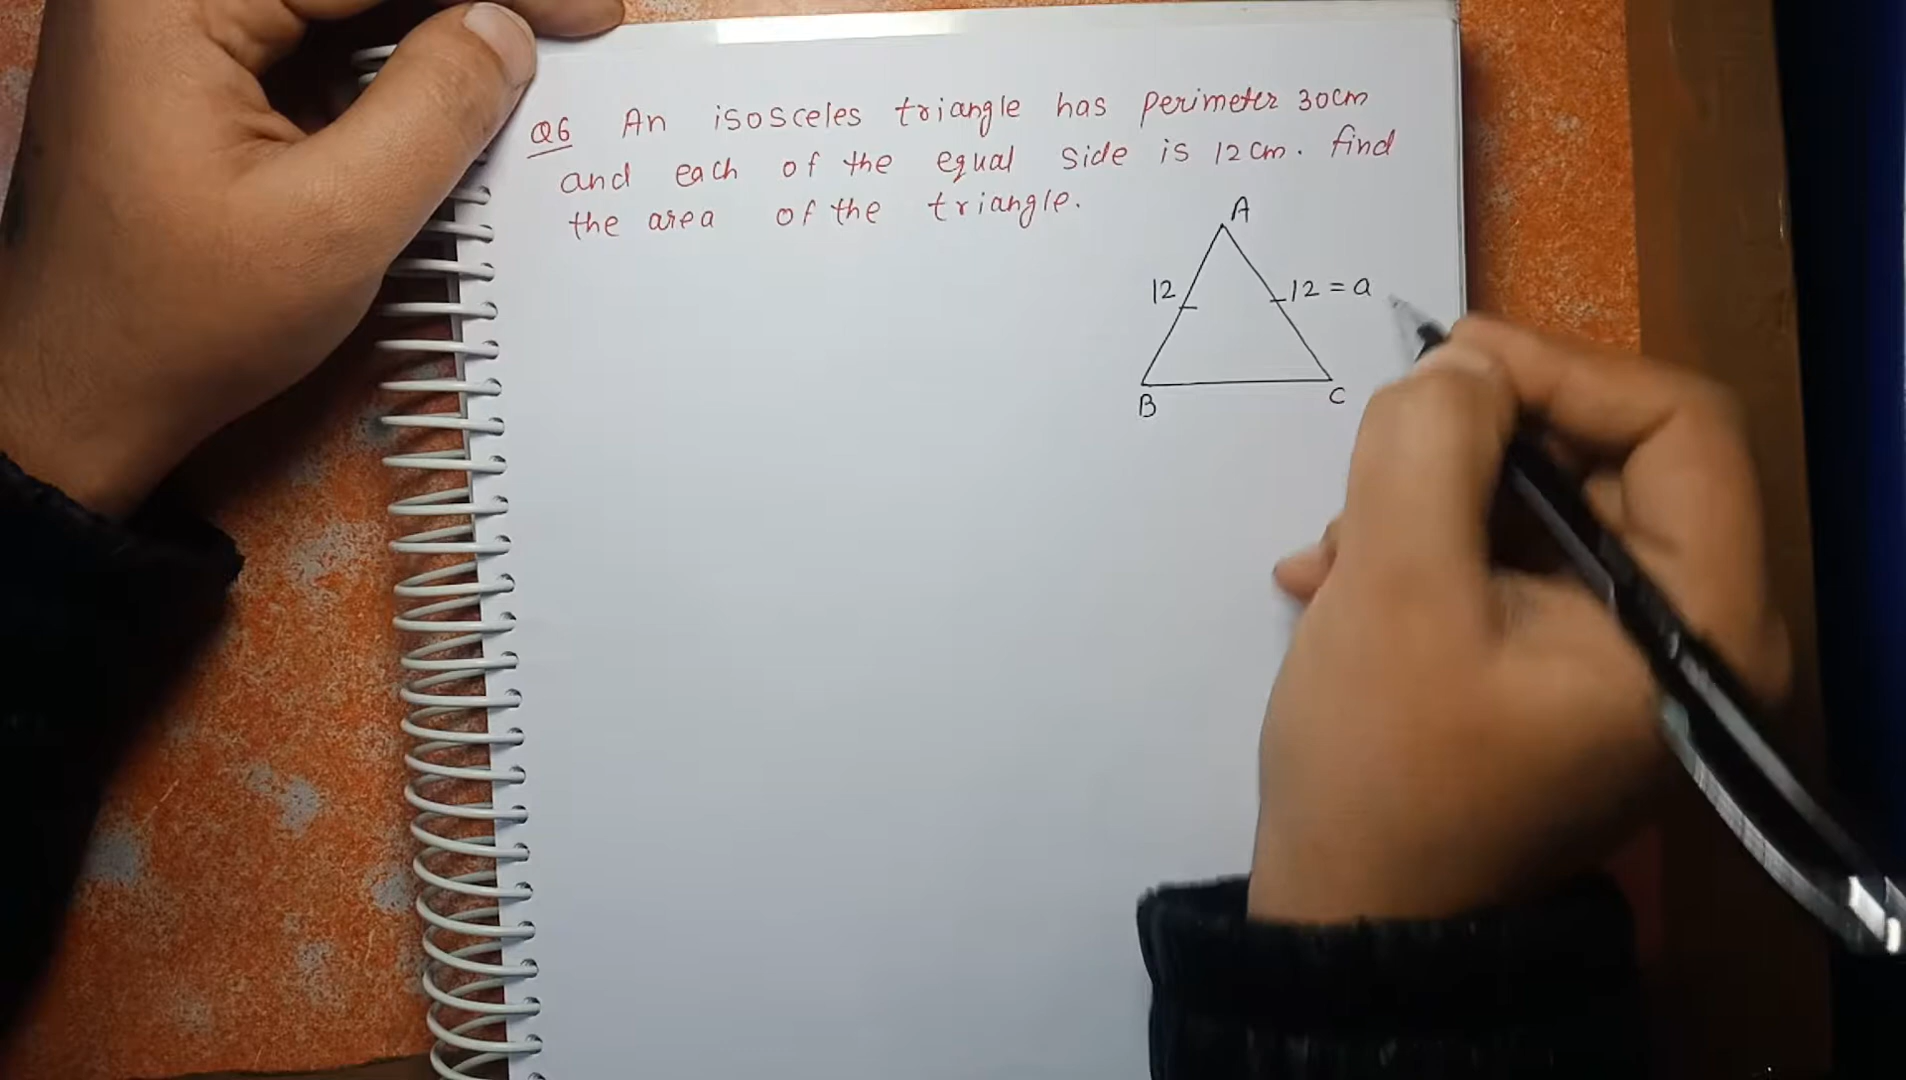 Q6 An isosceles triangle has perimeter 30cm
and each of the equal side is 12cm. find
the area of the triangle.
A
12
12 = a
B
C